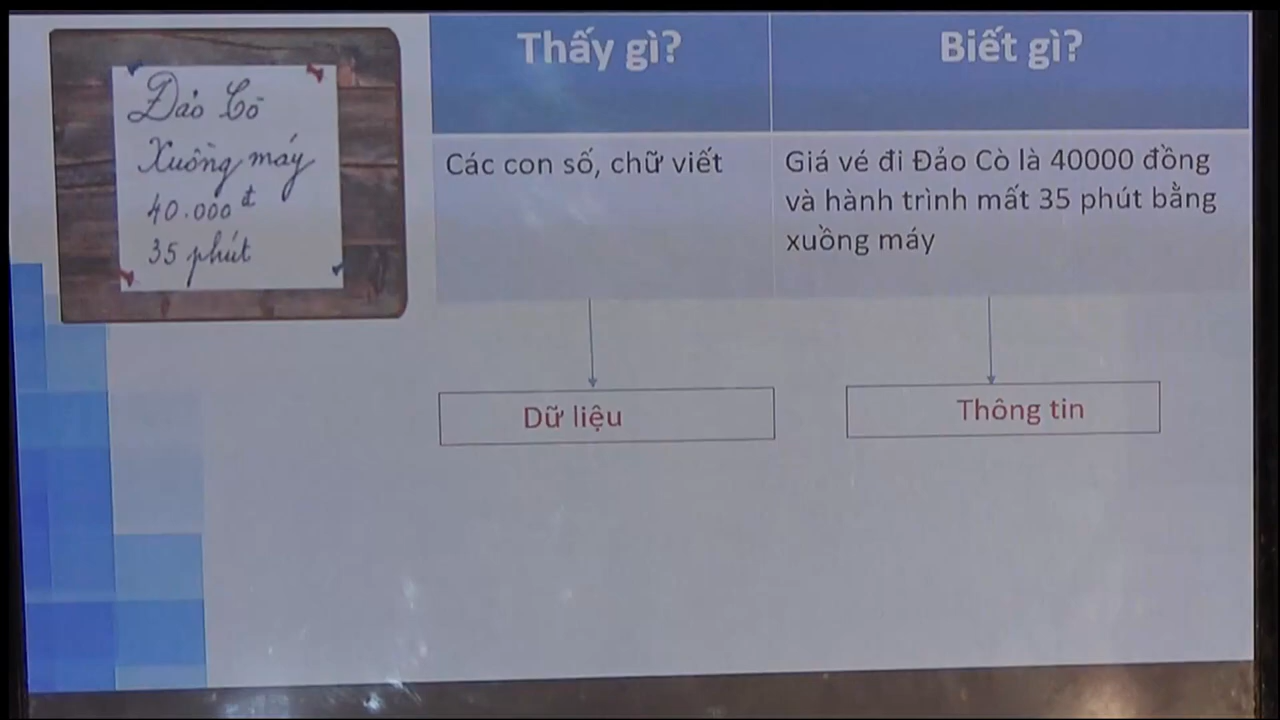 Đảo Cò
Xuồng máy
40.000đ
35 phút
Thấy gì?
Biết gì?
Các con số, chữ viết
Giá vé đi Đảo Cò là 40000 đồng
và hành trình mất 35 phút bằng
xuồng máy
Dữ liệu
Thông tin